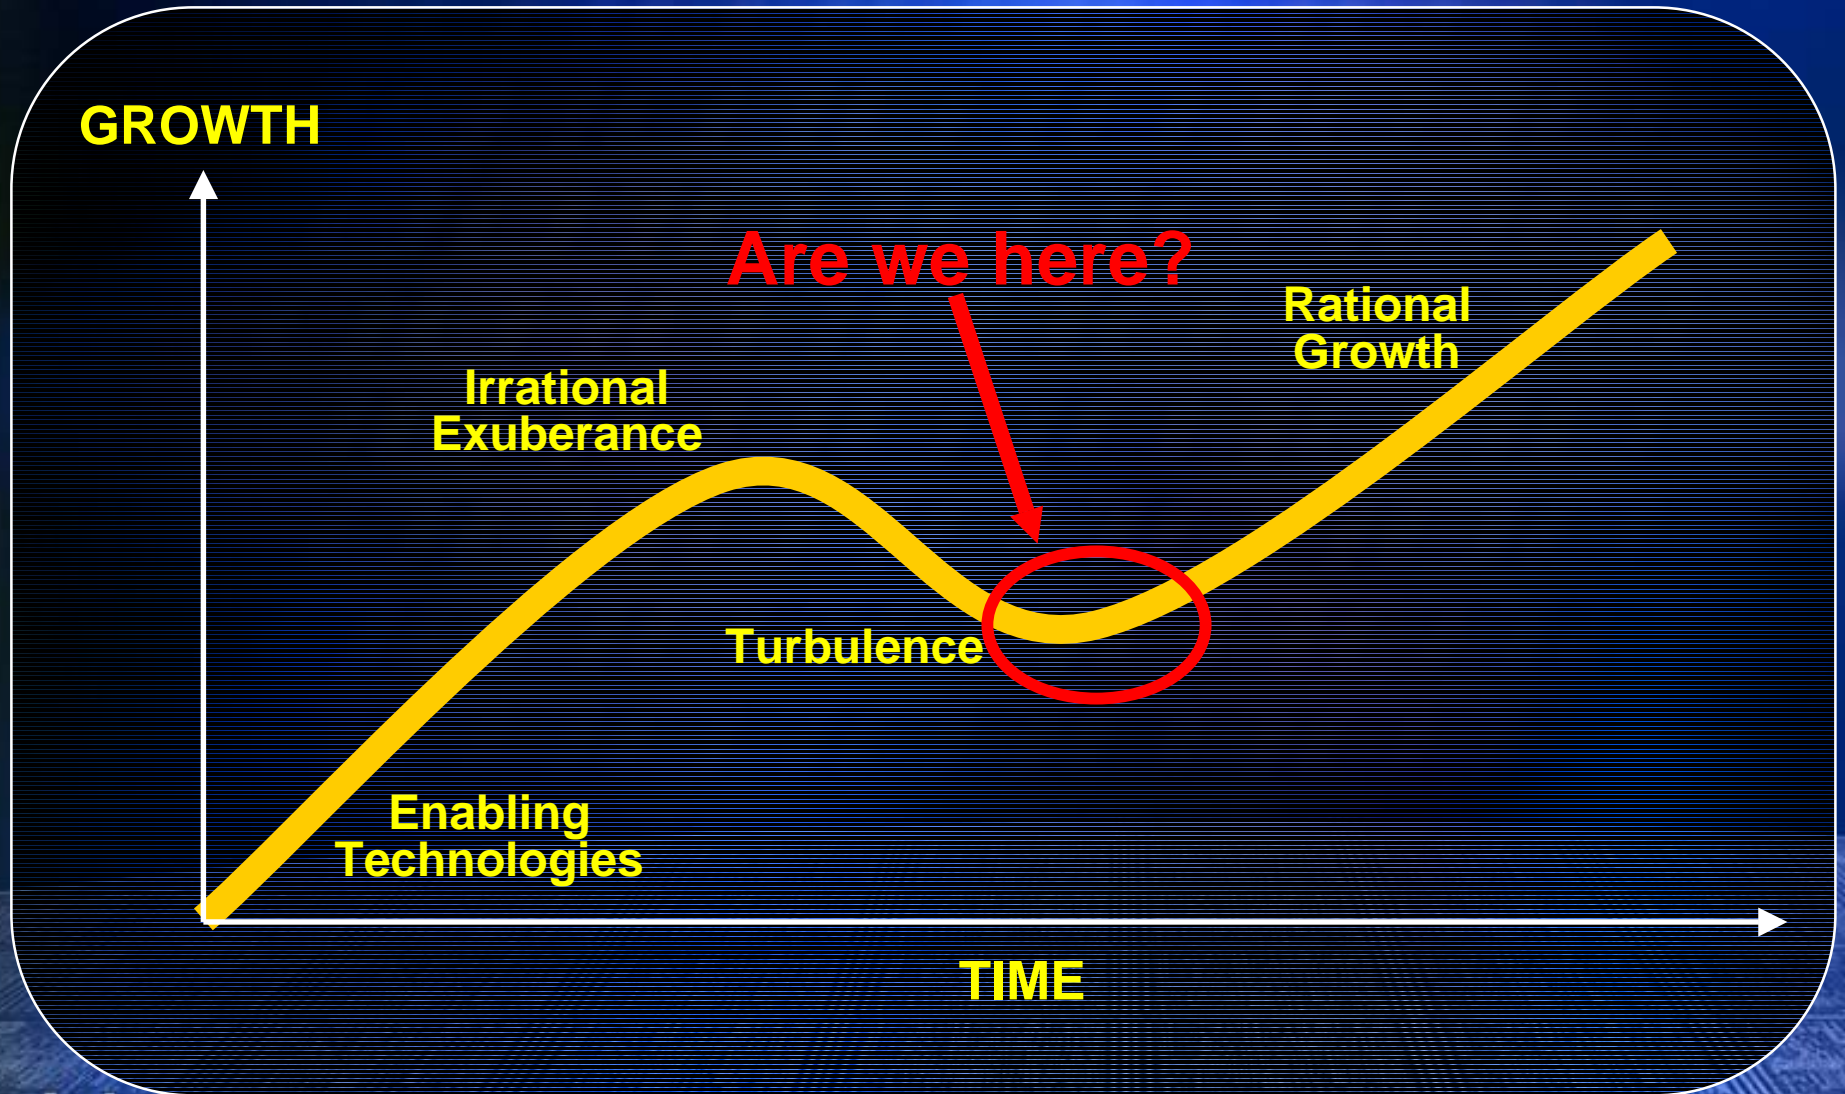 GROWTH
Are we here?
Rational
Growth
Irrational
Exuberance
Turbulence
Enabling
Technologies
TIME